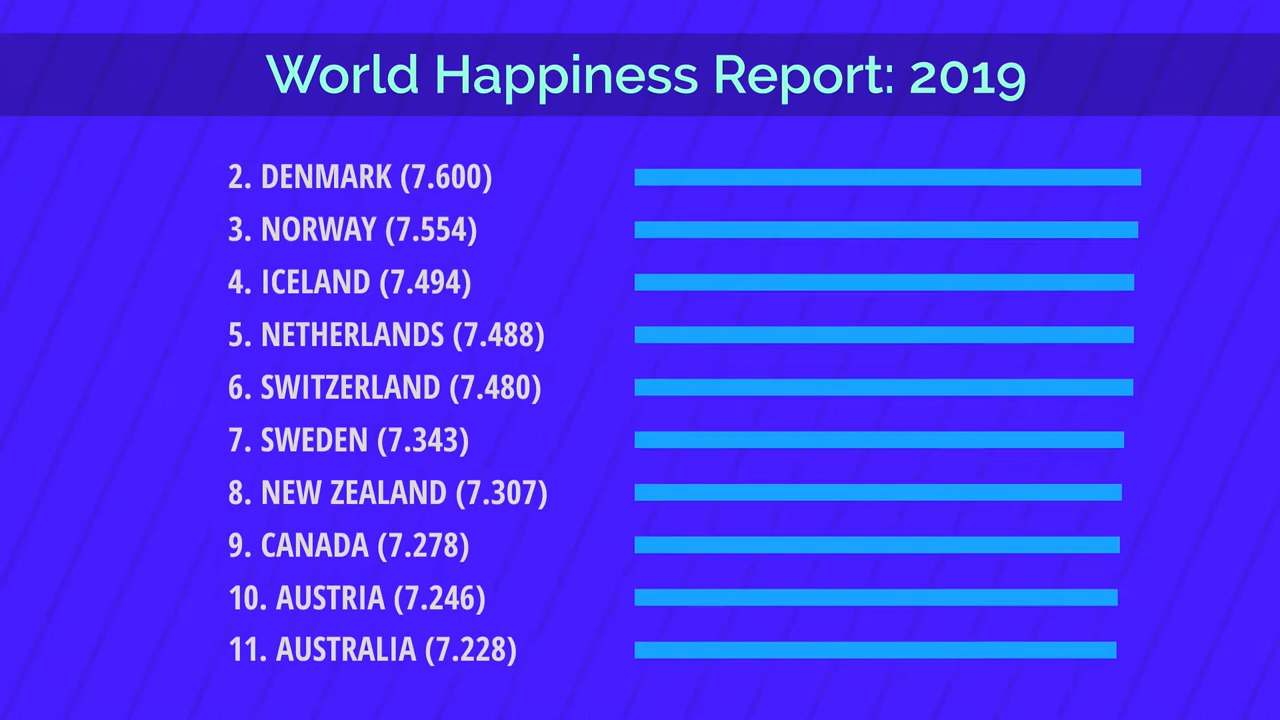 World Happiness Report: 2019
2. DENMARK (7.600)
3. NORWAY (7.554)
4. ICELAND (7.494)
5. NETHERLANDS (7.488)
6. SWITZERLAND (7.480)
7. SWEDEN (7.343)
8. NEW ZEALAND (7.307)
9. CANADA (7.278)
10. AUSTRIA (7.246)
11. AUSTRALIA (7.228)